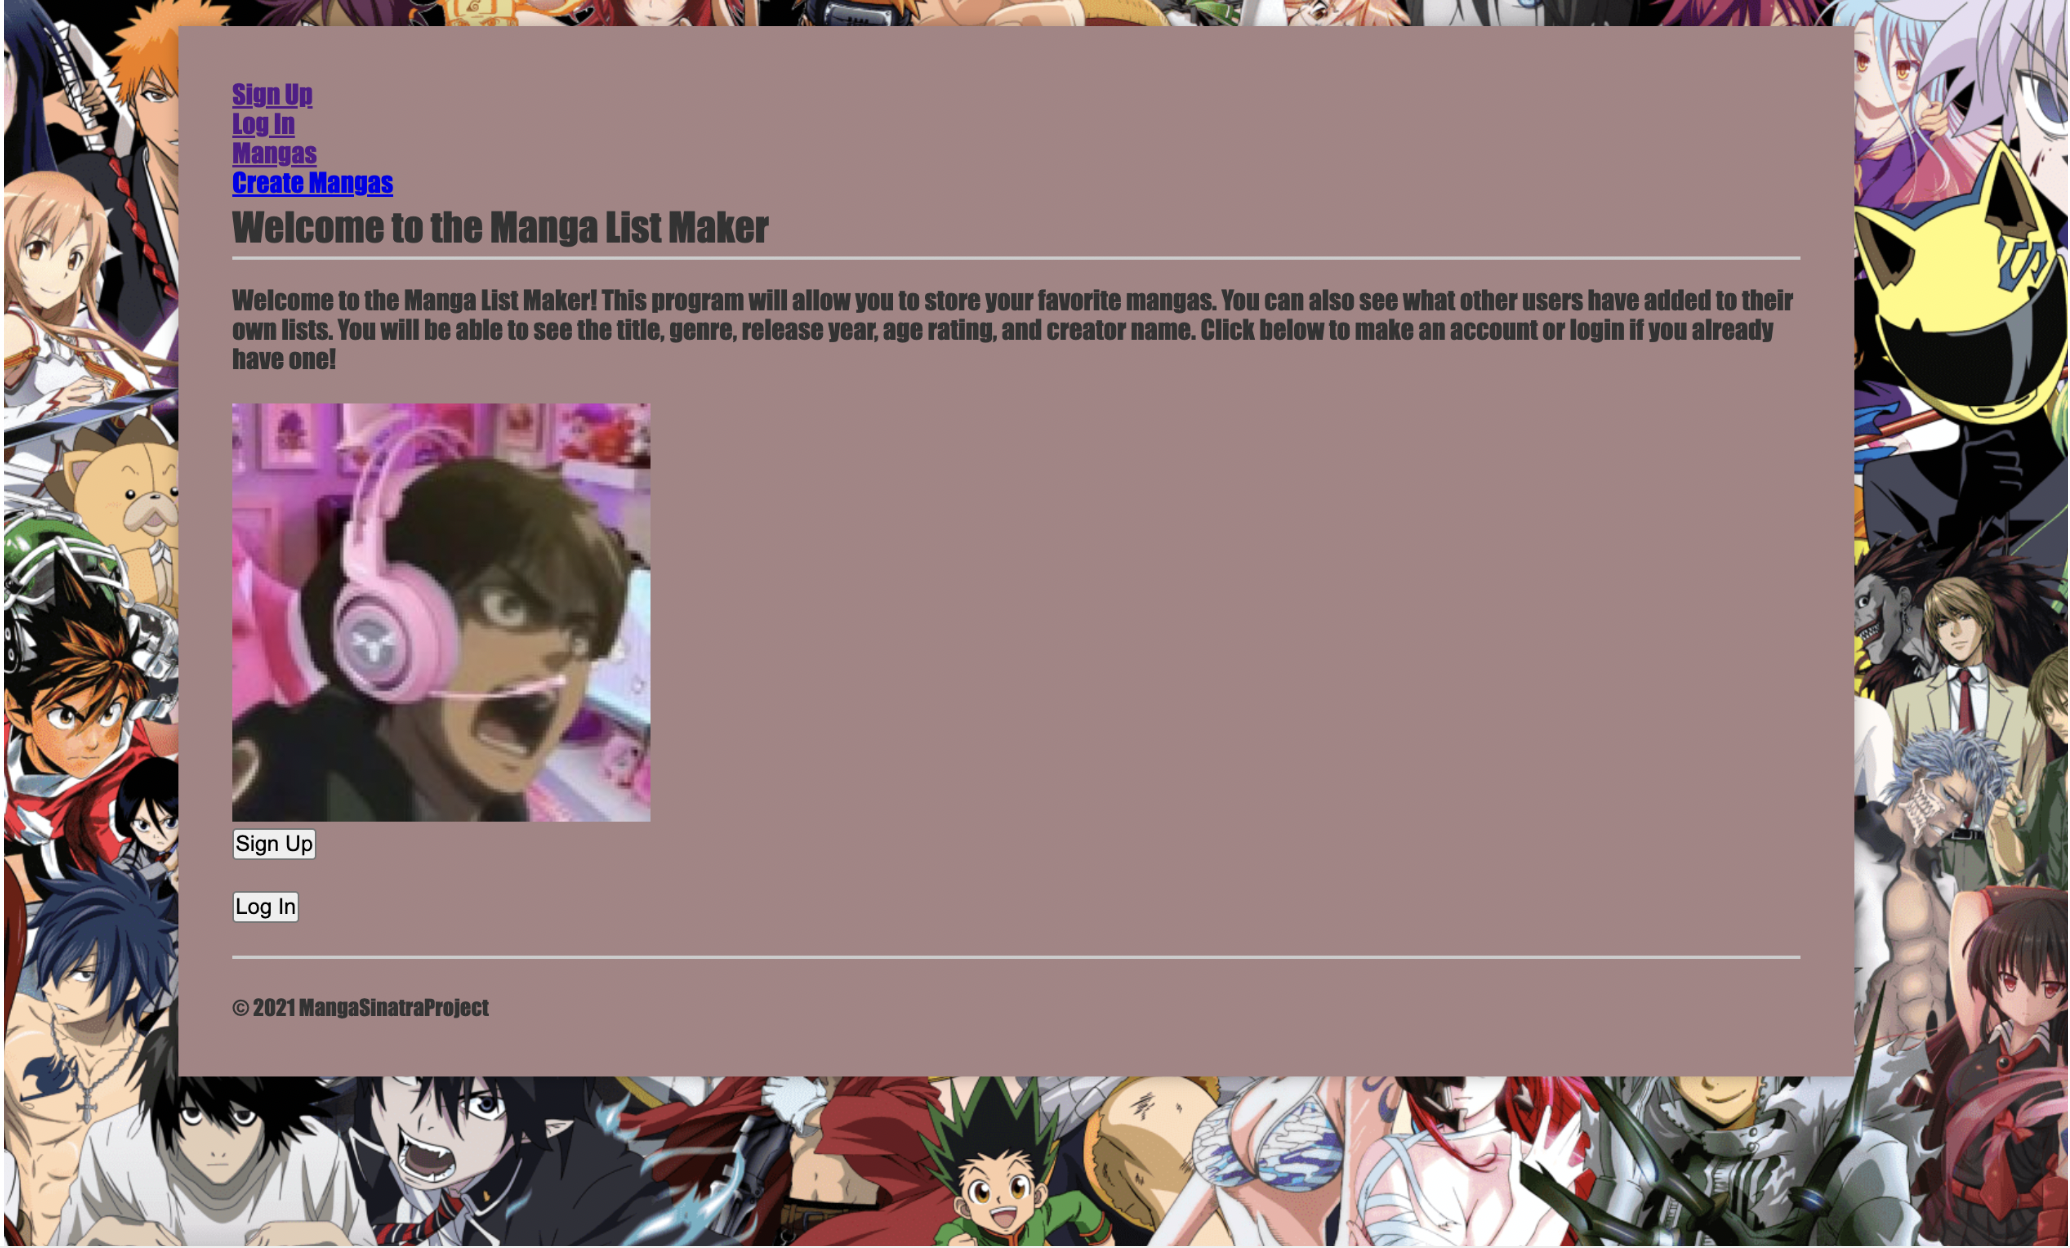 Sign Up
Log In
Mangas
Create Mangas
Welcome to the Manga List Maker
Welcome to the Manga List Maker! This program will allow you to store your favorite mangas. You can also see what other users have added to their
own lists. You will be able to see the title, genre, release year, age rating, and creator name. Click below to make an account or login if you already
have one!
Sign Up
Log In
© 2021 MangaSinatraProject